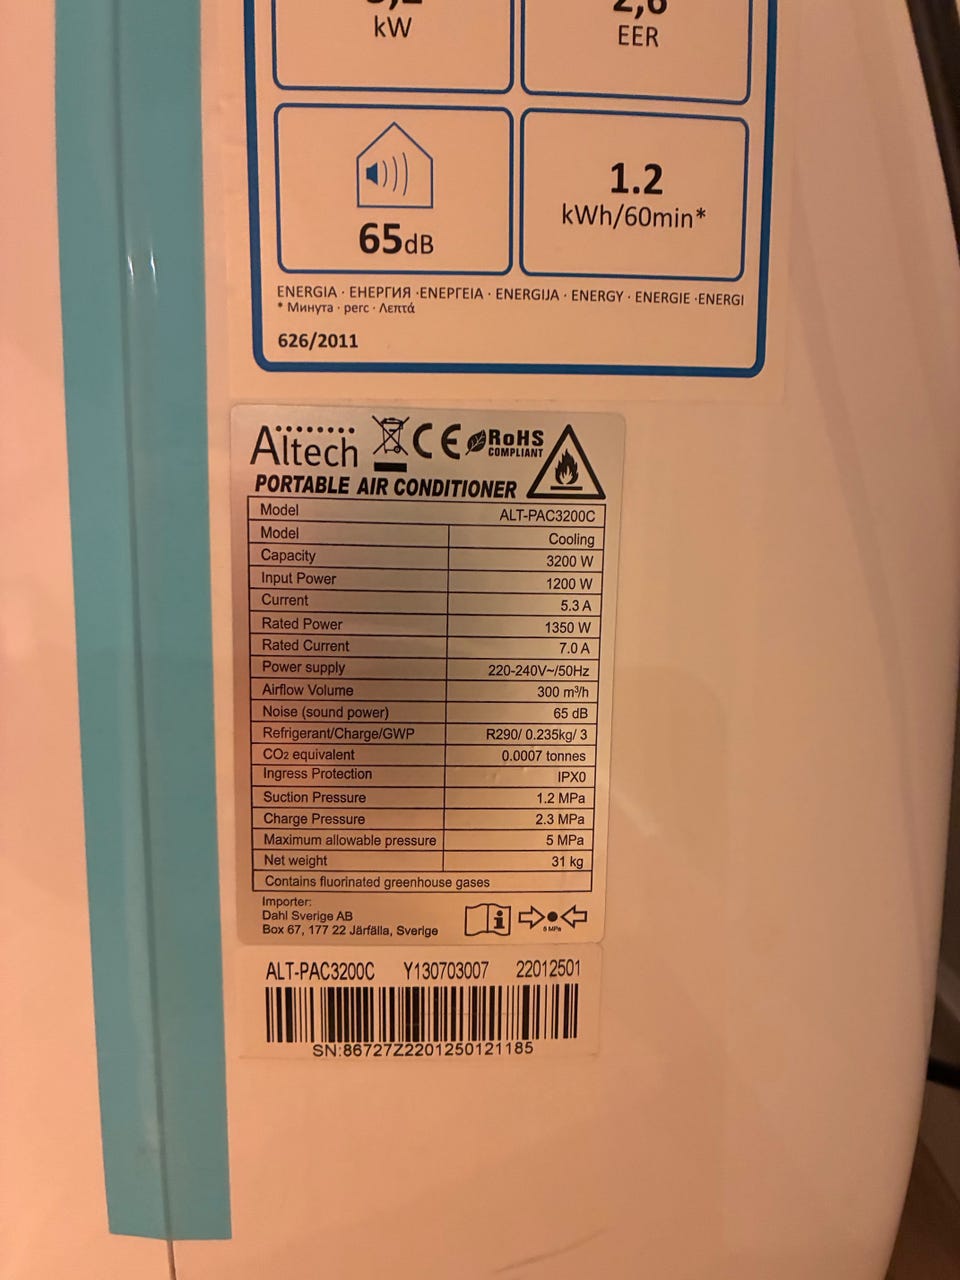 kW
EER
65dB
1.2
kWh/60min*
ENERGIA · ЕНЕРГИЯ ·ΕΝΕΡΓΕΙΑ · ENERGIJA · ENERGY · ENERGIE ·ENERGI
* Минута · perc · Λεπτά
626/2011
Altech CE RoHS
COMPLIANT
PORTABLE AIR CONDITIONER
Model ALT-PAC3200C
Model Cooling
Capacity 3200 W
Input Power 1200 W
Current 5.3 A
Rated Power 1350 W
Rated Current 7.0 A
Power supply 220-240V~/50Hz
Airflow Volume 300 m³/h
Noise (sound power) 65 dB
Refrigerant/Charge/GWP R290/ 0.235kg/ 3
CO2 equivalent 0.0007 tonnes
Ingress Protection IPX0
Suction Pressure 1.2 MPa
Charge Pressure 2.3 MPa
Maximum allowable pressure 5 MPa
Net weight 31 kg
Contains fluorinated greenhouse gases
Importer:
Dahl Sverige AB
Box 67, 177 22 Järfälla, Sverige
5 MPa
ALT-PAC3200C Y130703007 22012501
SN:86727Z2201250121185